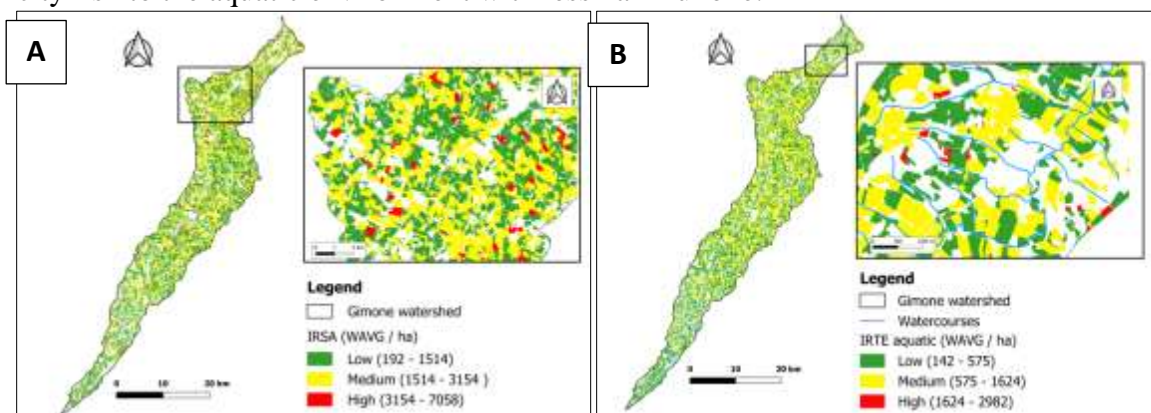 A
B
Legend
Gimone watershed
IRSA (WAVG / ha)
Low (192 - 1514)
Medium (1514 - 3154 )
High (3154 - 7058)
0 10 20 km
Legend
Gimone watershed
Watercourses
IRTE aquatic (WAVG / ha)
Low (142 - 575)
Medium (575 - 1624)
High (1624 - 2982)
0 10 20 km